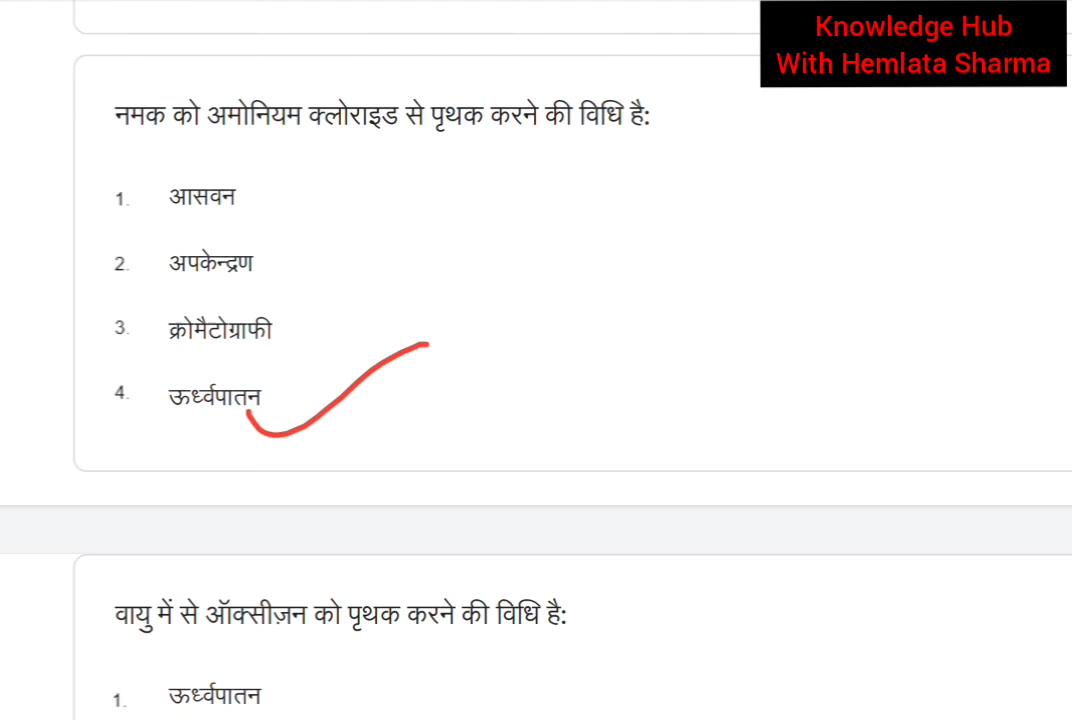 Knowledge Hub
With Hemlata Sharma
नमक को अमोनियम क्लोराइड से पृथक करने की विधि है:
1. आसवन
2. अपकेन्द्रण
3. क्रोमैटोग्राफी
4. ऊर्ध्वपातन
वायु में से ऑक्सीज़न को पृथक करने की विधि है:
1. ऊर्ध्वपातन